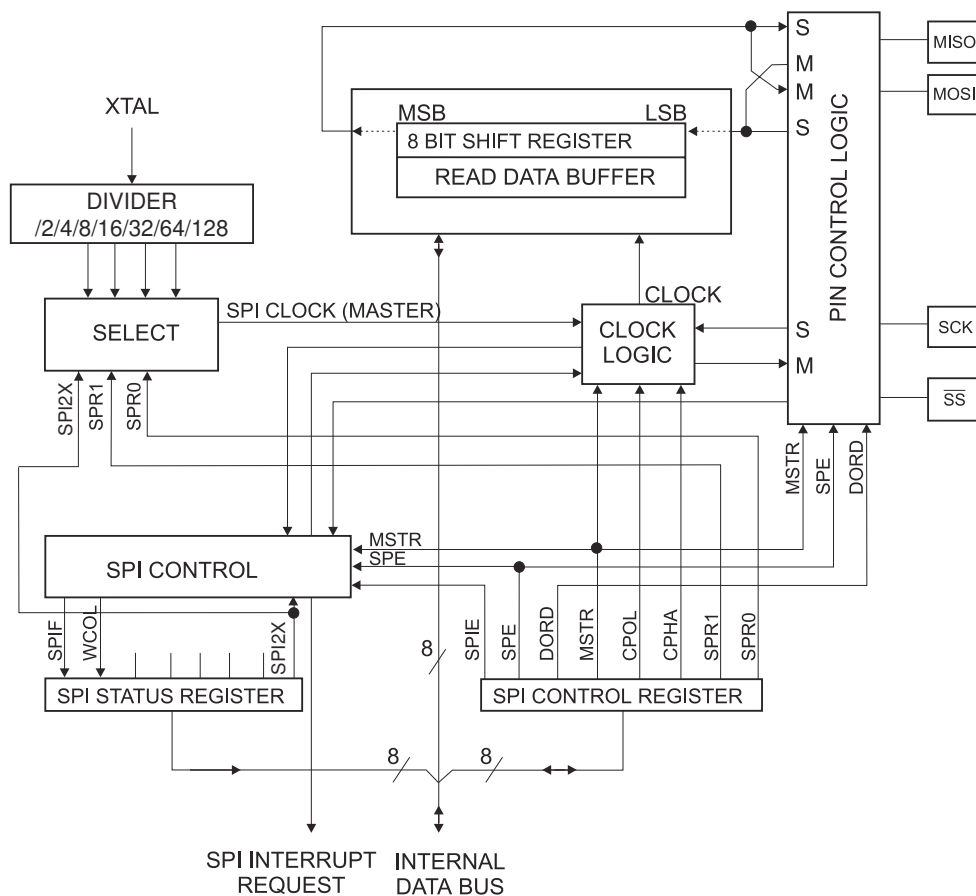 S
MISO
M
MOSI
M
S
PIN CONTROL LOGIC
MSB
LSB
8 BIT SHIFT REGISTER
READ DATA BUFFER
XTAL
DIVIDER
/2/4/8/16/32/64/128
SPI CLOCK (MASTER)
SELECT
CLOCK
CLOCK
LOGIC
S
M
SCK
SS
SPI2X
SPR1
SPR0
MSTR
SPE
DORD
MSTR
SPE
SPI CONTROL
SPIF
WCOL
SPI2X
8
SPIE
SPE
DORD
MSTR
CPOL
CPHA
SPR1
SPR0
SPI STATUS REGISTER
SPI CONTROL REGISTER
8
8
SPI INTERRUPT
REQUEST
INTERNAL
DATA BUS